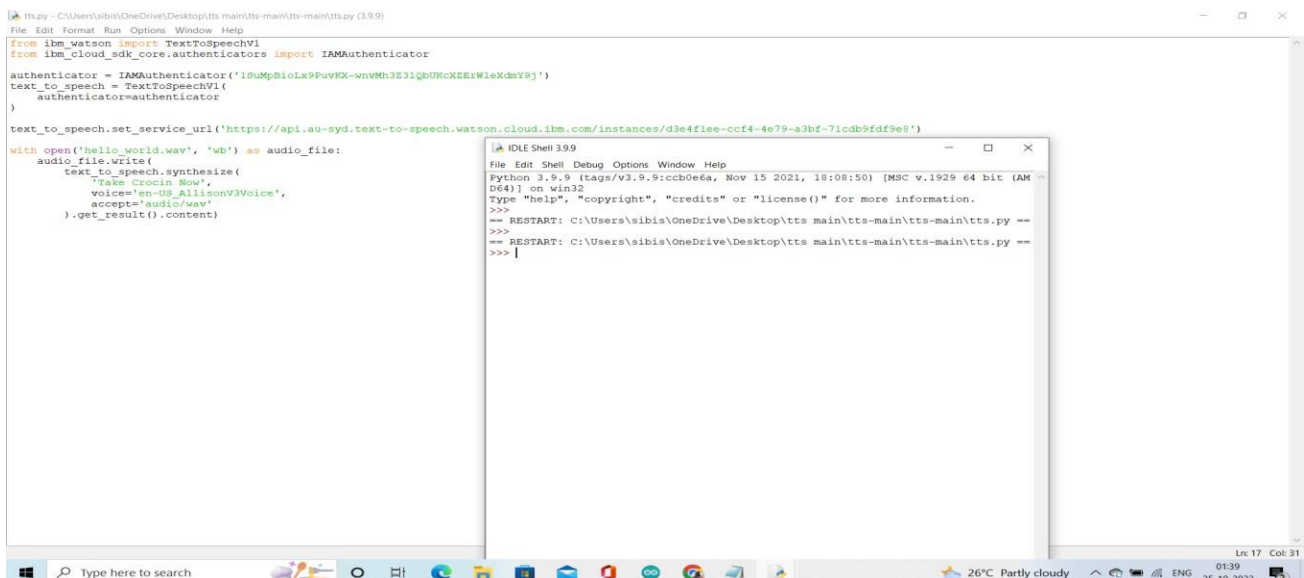 tts.py - C:\Users\sibis\OneDrive\Desktop\tts main\tts-main\tts-main\tts.py (3.9.9)
File Edit Format Run Options Window Help
from ibm_watson import TextToSpeechV1
from ibm_cloud_sdk_core.authenticators import IAMAuthenticator
authenticator = IAMAuthenticator('lSuMpBioLx9PuvKX-wnvMh3Z3lQbUKcXZErWleXdmY9j')
text_to_speech = TextToSpeechV1(
authenticator=authenticator
)
text_to_speech.set_service_url('https://api.au-syd.text-to-speech.watson.cloud.ibm.com/instances/d3e4f1ee-ccf4-4e79-a3bf-71cdb9fdf9e8')
with open('hello_world.wav', 'wb') as audio_file:
audio_file.write(
text_to_speech.synthesize(
'Take Crocin Now',
voice='en-US_AllisonV3Voice',
accept='audio/wav'
).get_result().content)
IDLE Shell 3.9.9
File Edit Shell Debug Options Window Help
Python 3.9.9 (tags/v3.9.9:ccb0e6a, Nov 15 2021, 18:08:50) [MSC v.1929 64 bit (AM
D64)] on win32
Type "help", "copyright", "credits" or "license()" for more information.
>>>
== RESTART: C:\Users\sibis\OneDrive\Desktop\tts main\tts-main\tts-main\tts.py ==
>>>
== RESTART: C:\Users\sibis\OneDrive\Desktop\tts main\tts-main\tts-main\tts.py ==
>>>
Ln: 17 Col: 31
Type here to search
26°C Partly cloudy
ENG
01:39